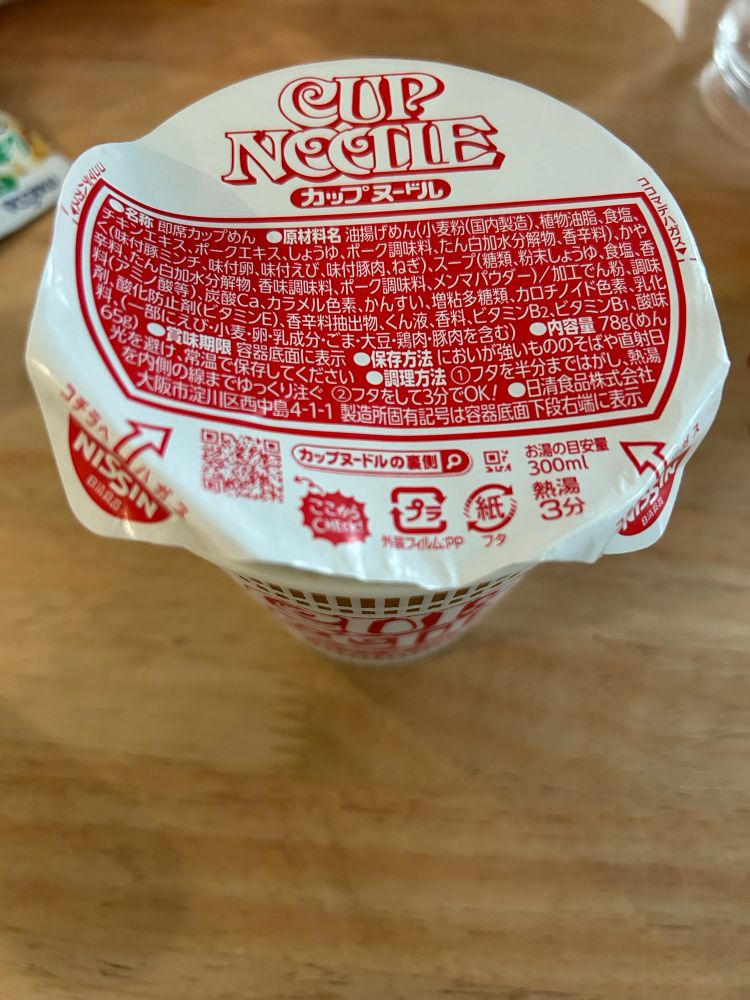 CUP
NOODLE
カップヌードル
●名称 即席カップめん ●原材料名 油揚げめん(小麦粉(国内製造)、植物油脂、食塩、
チキンエキス、ポークエキス、しょうゆ、ポーク調味料、たん白加水分解物、香辛料)、かや
く(味付豚ミンチ、味付卵、味付えび、味付豚肉、ねぎ)、スープ(糖類、粉末しょうゆ、食塩、香
辛料、たん白加水分解物、香味調味料、ポーク調味料、メンマパウダー)/加工でん粉、調味
料(アミノ酸等)、炭酸Ca、カラメル色素、かんすい、増粘多糖類、カロチノイド色素、乳化
剤、酸化防止剤(ビタミンE)、香辛料抽出物、くん液、香料、ビタミンB2、ビタミンB1、酸味
料、(一部にえび・小麦・卵・乳成分・ごま・大豆・鶏肉・豚肉を含む) ●内容量 78g(めん
65g) ●賞味期限 容器底面に表示 ●保存方法 においが強いもののそばや直射日
光を避け、常温で保存してください ●調理方法 ①フタを半分まではがし、熱湯
を内側の線までゆっくり注ぐ ②フタをして3分でOK! ●日清食品株式会社
大阪市淀川区西中島4-1-1 製造所固有記号は容器底面下段右端に表示
コチラヘ ハガス
NISSIN
日清食品
カップヌードルの裏側
お湯の目安量
300ml
熱湯
3分
ここから
プラ
外装フィルム:PP
紙
フタ
NISSIN
日清食品